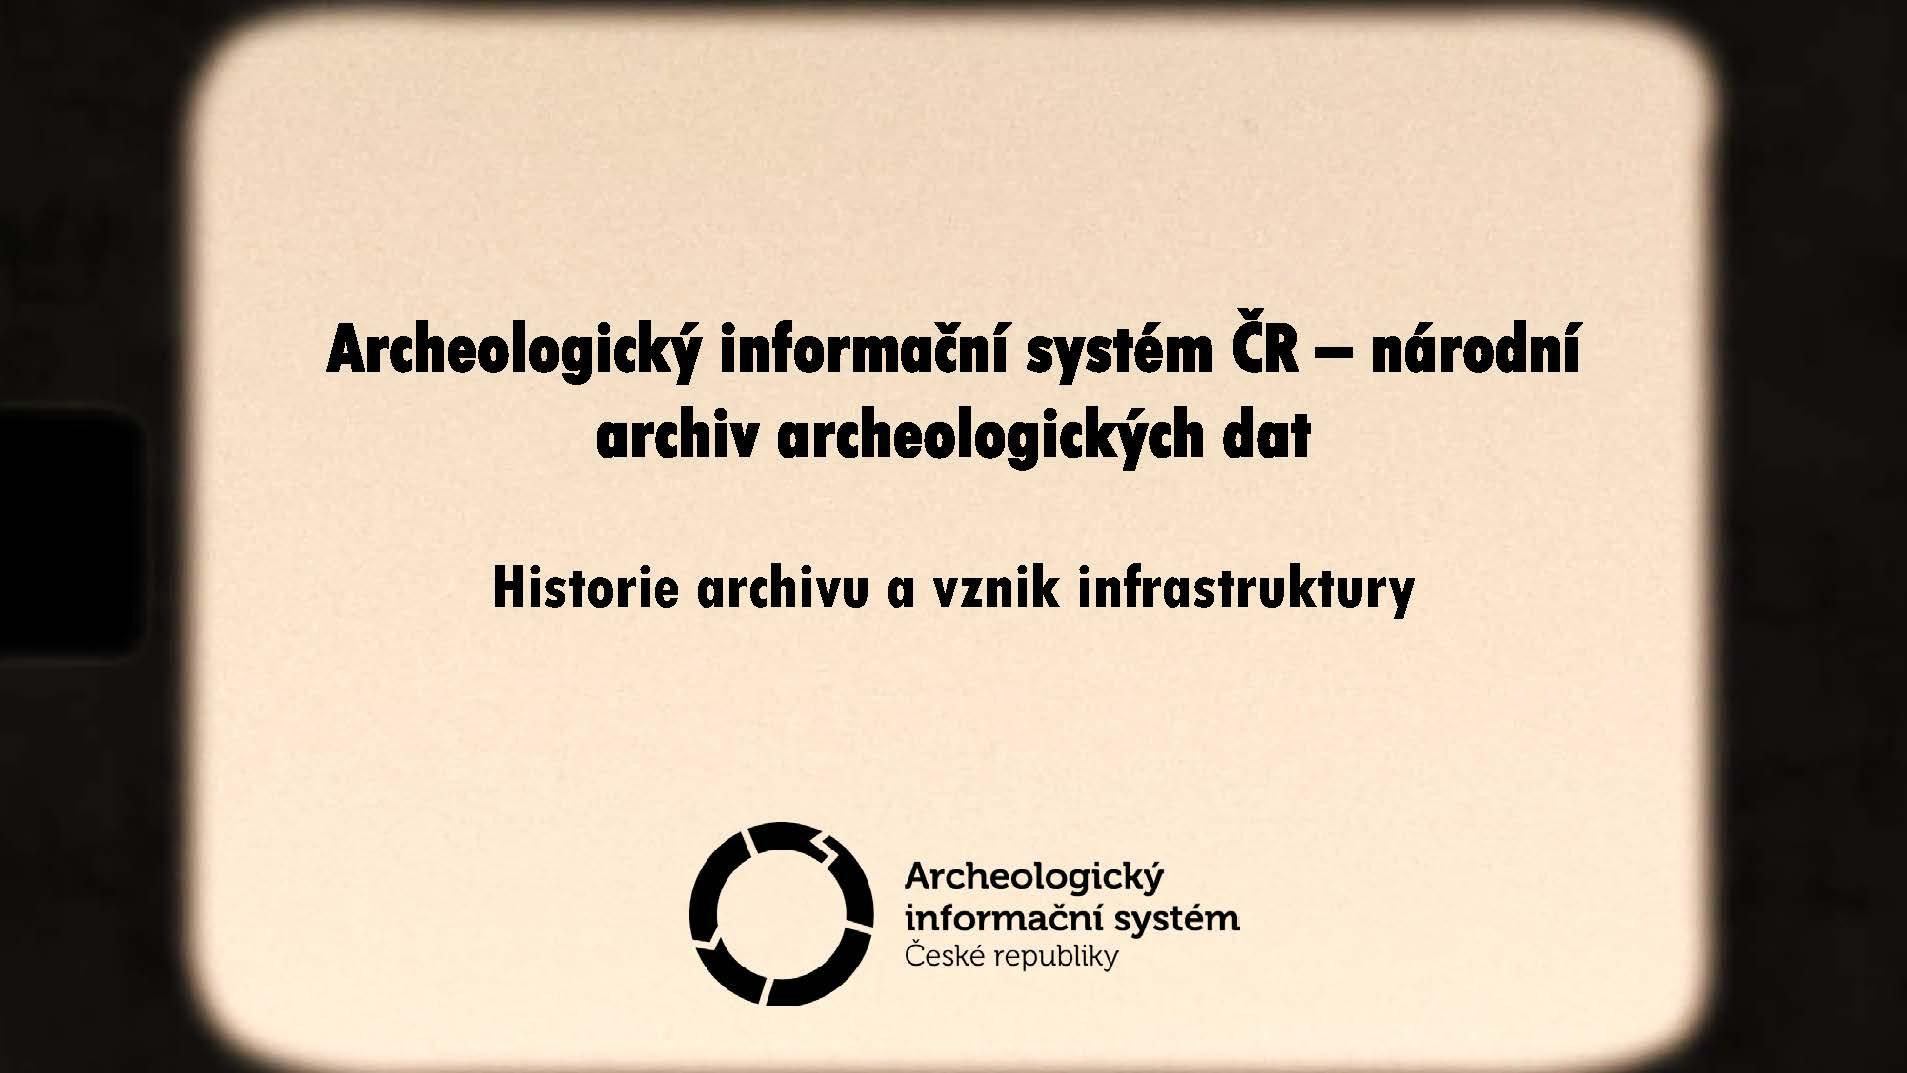 Archeologický informační systém ČR – národní
archiv archeologických dat
Historie archivu a vznik infrastruktury
Archeologický
informační systém
České republiky